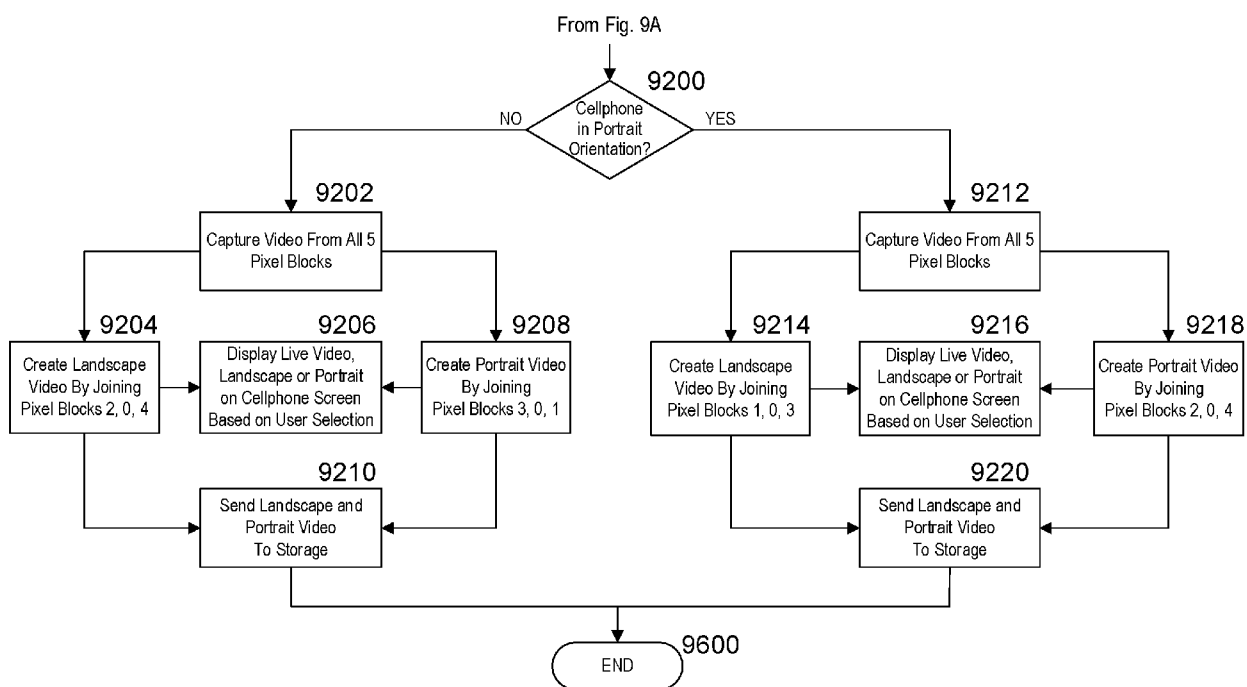 From Fig. 9A
9200
Cellphone
in Portrait
Orientation?
NO
YES
9202
Capture Video From All 5
Pixel Blocks
9212
Capture Video From All 5
Pixel Blocks
9204
Create Landscape
Video By Joining
Pixel Blocks 2, 0, 4
9206
Display Live Video,
Landscape or Portrait
on Cellphone Screen
Based on User Selection
9208
Create Portrait Video
By Joining
Pixel Blocks 3, 0, 1
9214
Create Landscape
Video By Joining
Pixel Blocks 1, 0, 3
9216
Display Live Video,
Landscape or Portrait
on Cellphone Screen
Based on User Selection
9218
Create Portrait Video
By Joining
Pixel Blocks 2, 0, 4
9210
Send Landscape and
Portrait Video
To Storage
9220
Send Landscape and
Portrait Video
To Storage
9600
END